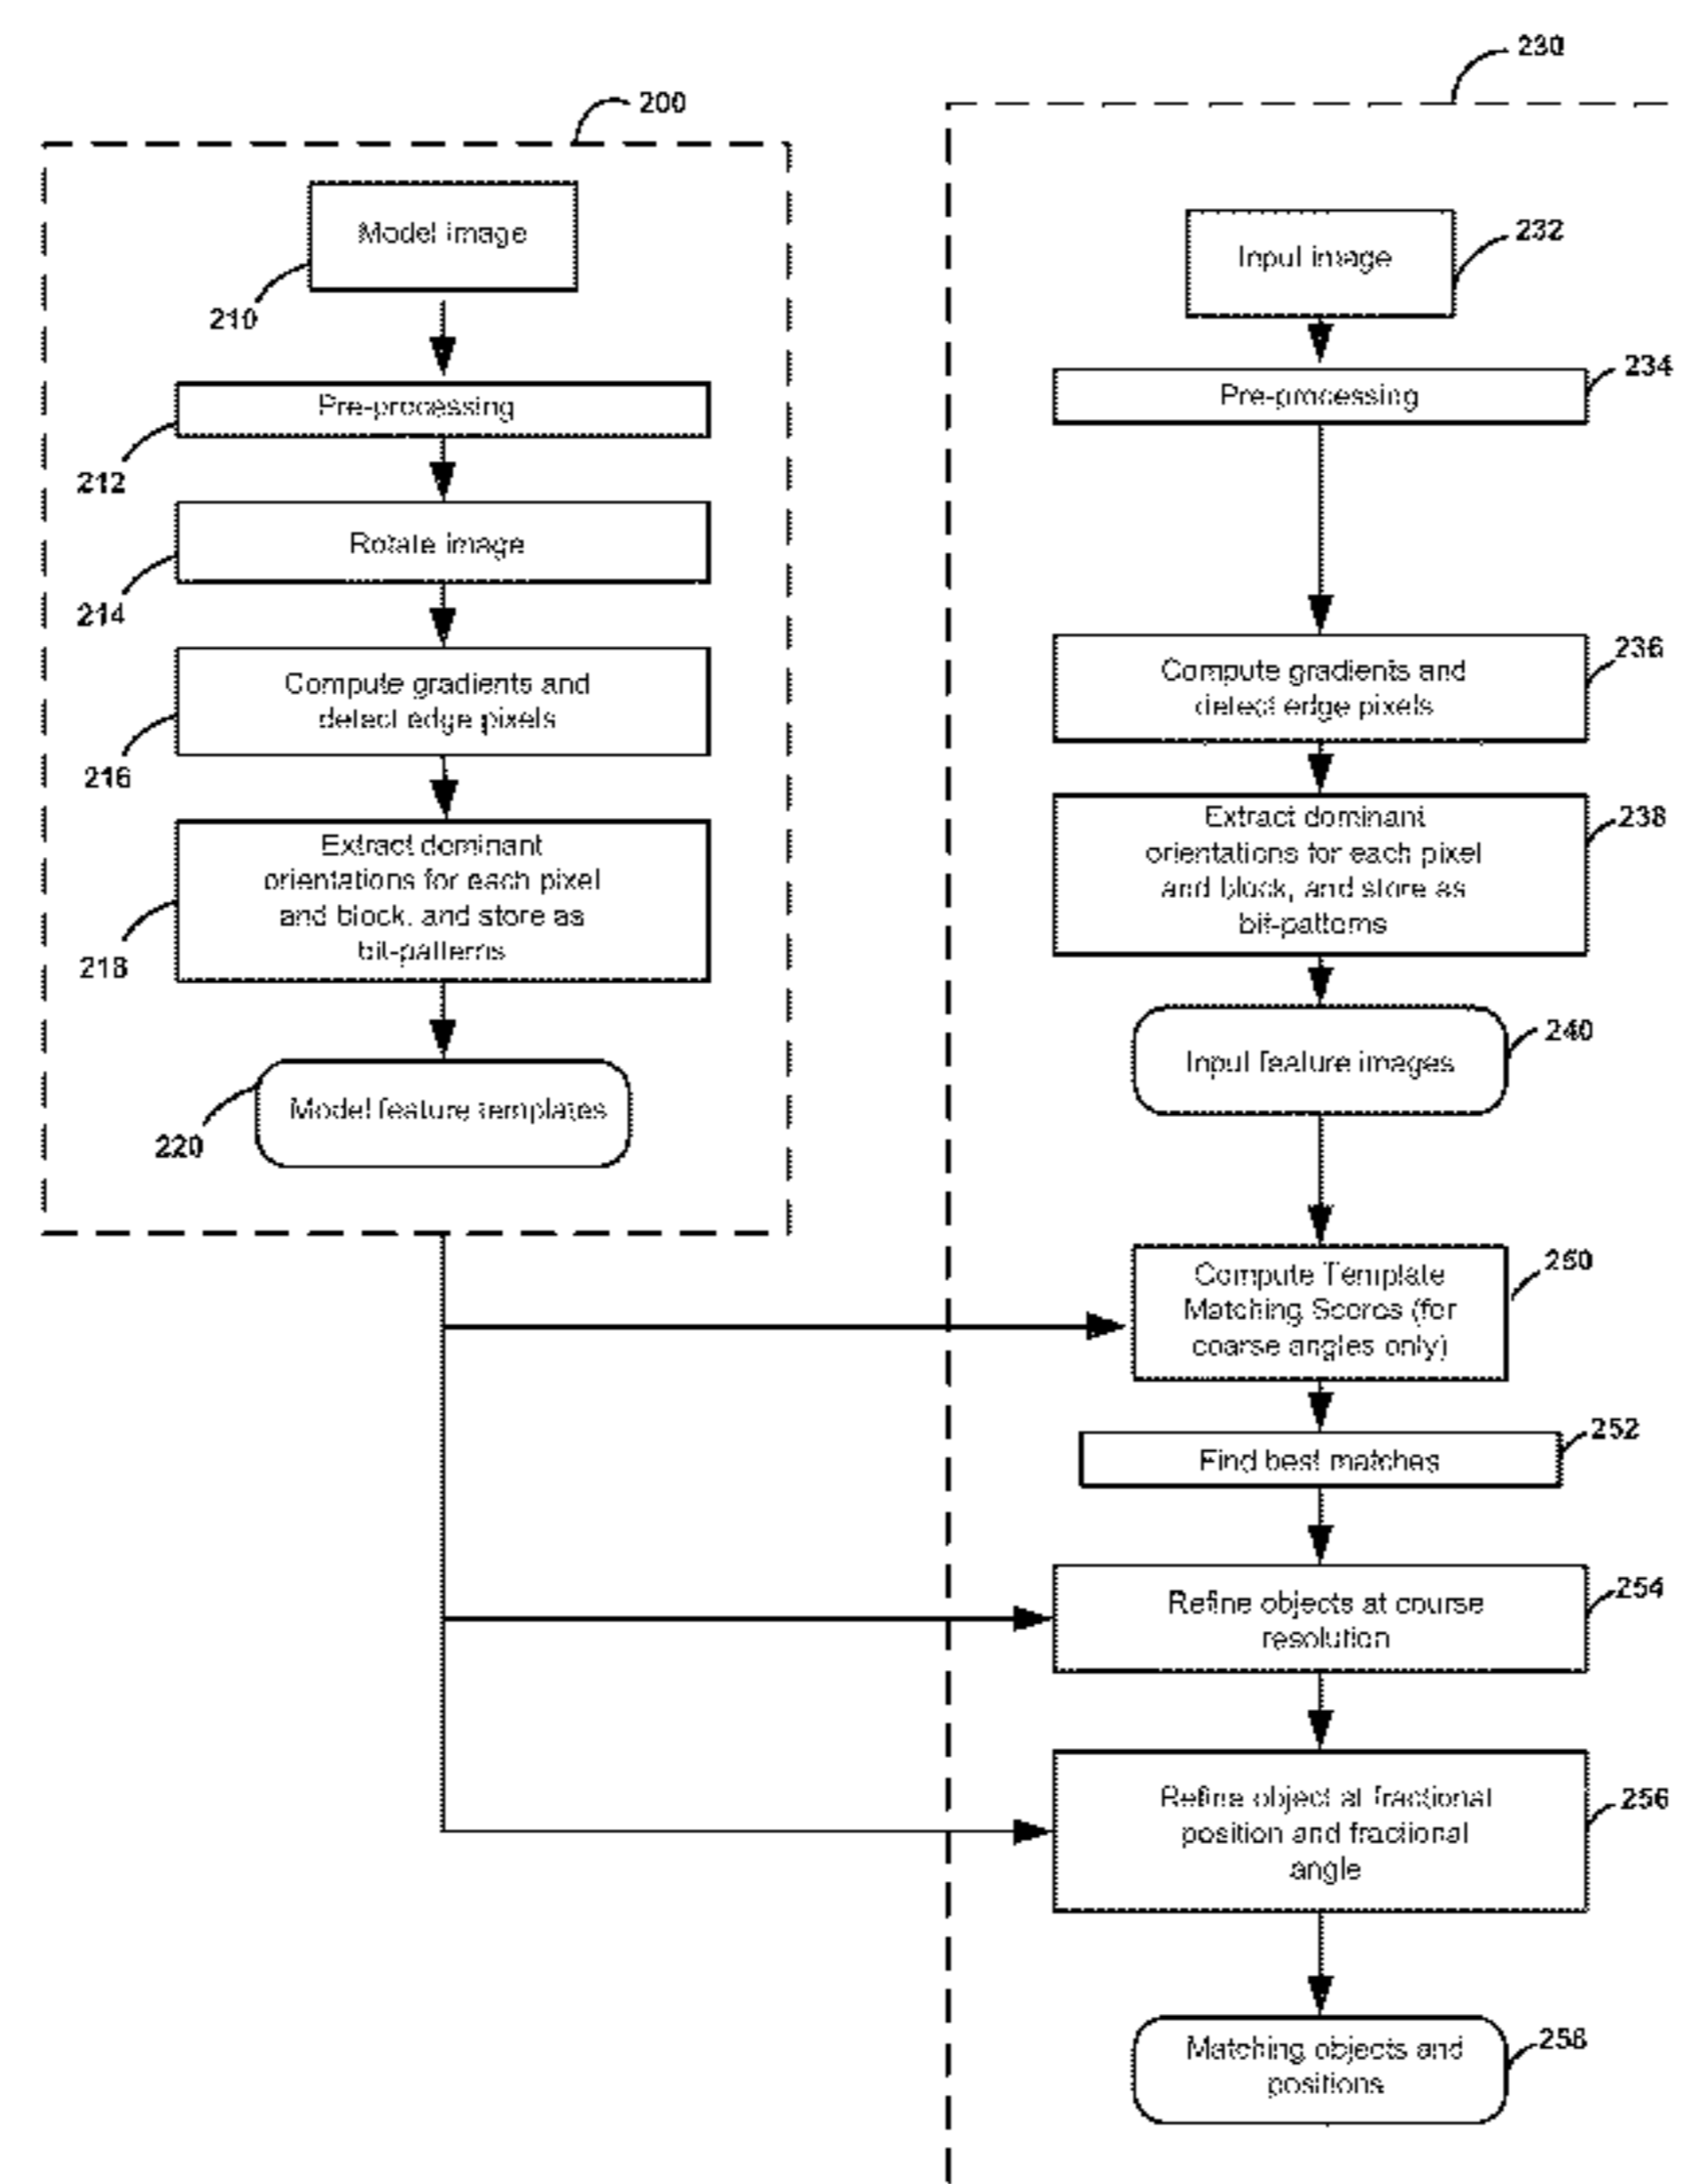 200
Model image
210
Pre-processing
212
Rotate image
214
Compute gradients and
detect edge pixels
216
Extract dominant
orientations for each pixel
and block, and store as
bit-patterns
218
Model feature templates
220
230
Input image
232
Pre-processing
234
Compute gradients and
detect edge pixels
236
Extract dominant
orientations for each pixel
and block, and store as
bit-patterns
238
Input feature images
240
Compute Template
Matching Scores (for
coarse angles only)
250
Find best matches
252
Refine objects at course
resolution
254
Refine object at fractional
position and fractional
angle
256
Matching objects and
positions
258